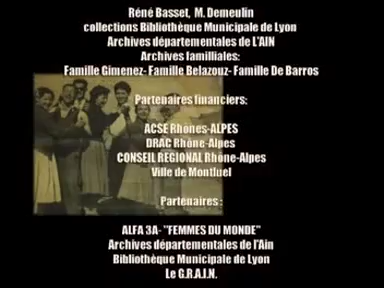 Réné Basset, M. Demeulin
collections Bibliothèque Municipale de Lyon
Archives départementales de L'AIN
Archives familliales:
Famille Gimenez- Famille Belazouz- Famille De Barros
Partenaires financiers:
ACSE Rhônes-ALPES
DRAC Rhône-Alpes
CONSEIL REGIONAL Rhône-Alpes
Ville de Montluel
Partenaires :
ALFA 3A- "FEMMES DU MONDE"
Archives départementales de l'Ain
Bibliothèque Municipale de Lyon
Le G.R.A.I.N.